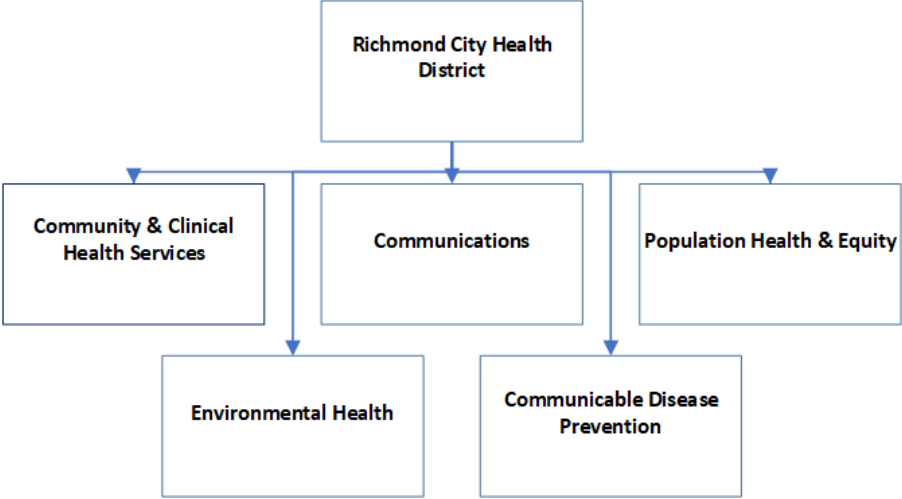 Richmond City Health
District
Community & Clinical
Health Services
Communications
Population Health & Equity
Environmental Health
Communicable Disease
Prevention